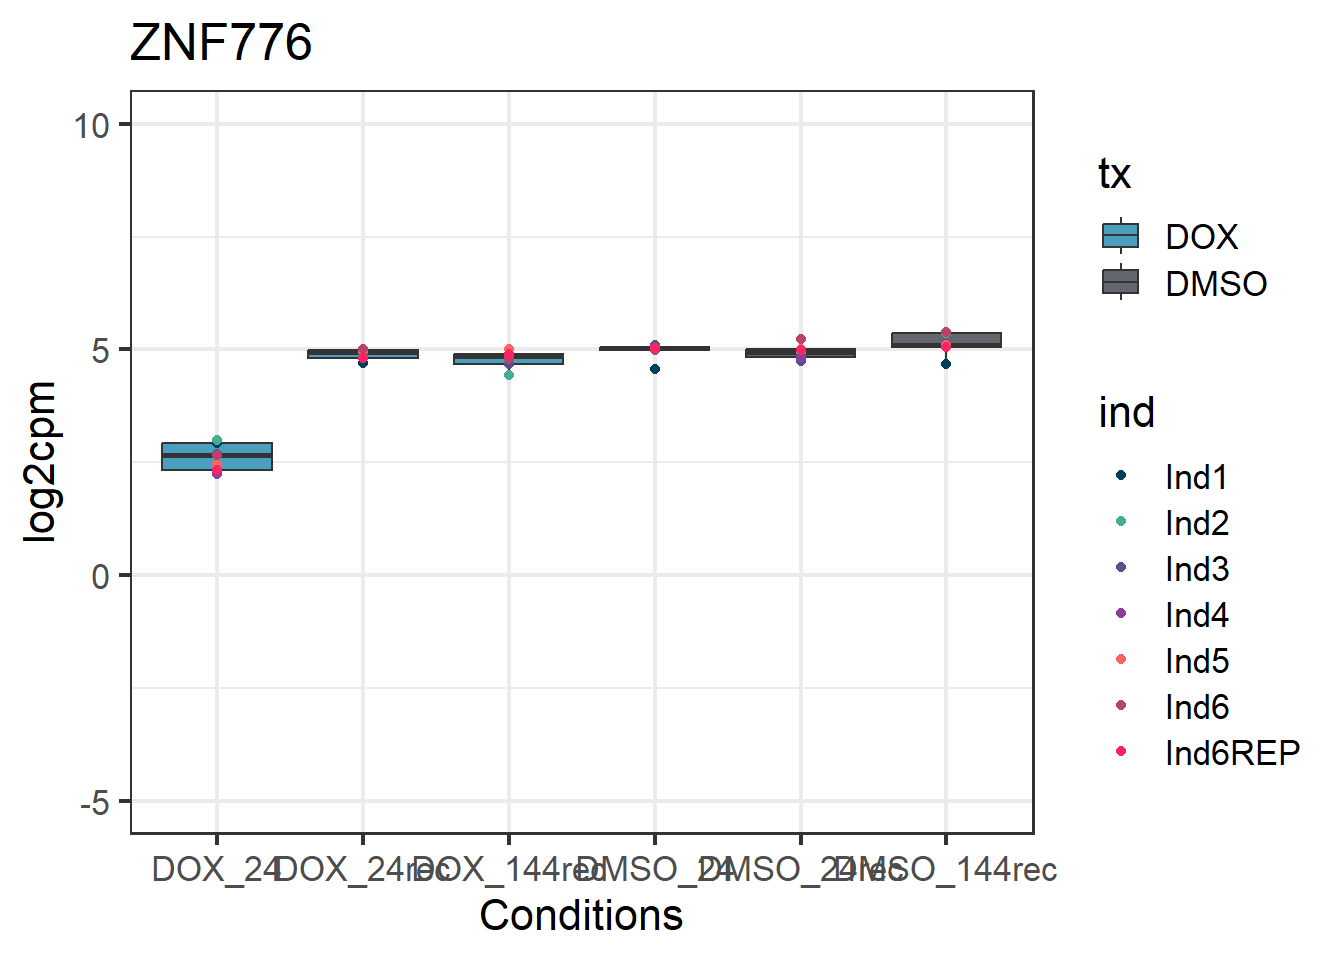 ZNF776
10
5
0
-5
log2cpm
DOX_24 DOX_24rec DOX_144rec DMSO_24 DMSO_24rec DMSO_144rec
Conditions
tx
DOX
DMSO
ind
Ind1
Ind2
Ind3
Ind4
Ind5
Ind6
Ind6REP